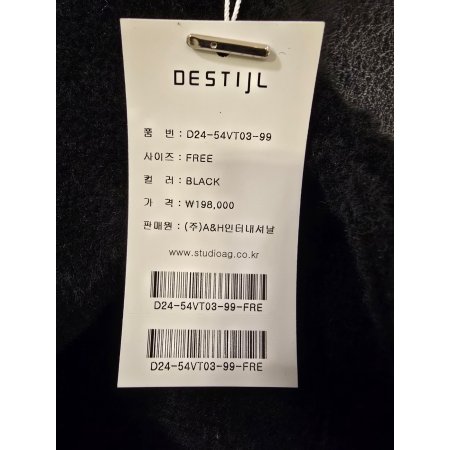 DESTIJL
품 번 : D24-54VT03-99
사이즈 : FREE
컬 러 : BLACK
가 격 : ₩198,000
판매원 : (주)A&H인터내셔날
www.studioag.co.kr
D24-54VT03-99-FRE
D24-54VT03-99-FRE